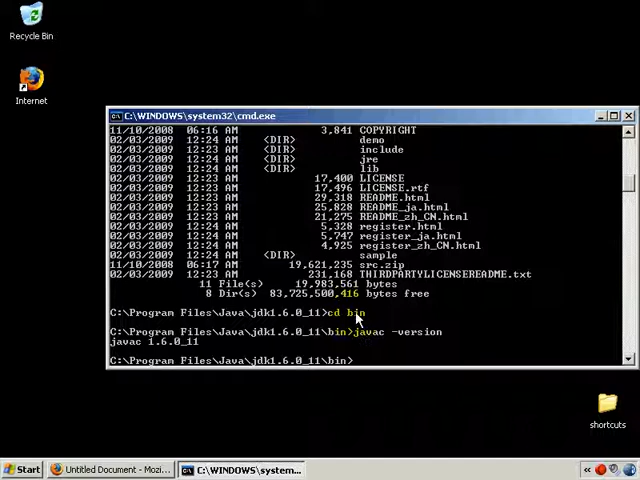 Recycle Bin
Internet
C:\WINDOWS\system32\cmd.exe
11/10/2008 06:16 AM 3,841 COPYRIGHT
02/03/2009 12:24 AM <DIR> demo
02/03/2009 12:23 AM <DIR> include
02/03/2009 12:24 AM <DIR> jre
02/03/2009 12:24 AM <DIR> lib
02/03/2009 12:23 AM 17,400 LICENSE
02/03/2009 12:23 AM 17,496 LICENSE.rtf
02/03/2009 12:23 AM 29,318 README.html
02/03/2009 12:23 AM 25,828 README_ja.html
02/03/2009 12:23 AM 21,275 README_zh_CN.html
02/03/2009 12:24 AM 5,328 register.html
02/03/2009 12:24 AM 5,747 register_ja.html
02/03/2009 12:24 AM 4,925 register_zh_CN.html
02/03/2009 12:24 AM <DIR> sample
11/10/2008 06:16 AM 19,621,235 src.zip
02/03/2009 12:23 AM 231,168 THIRDPARTYLICENSEREADME.txt
11 File(s) 19,983,561 bytes
8 Dir(s) 83,725,500,416 bytes free
C:\Program Files\Java\jdk1.6.0_11>cd bin
C:\Program Files\Java\jdk1.6.0_11\bin>javac -version
javac 1.6.0_11
C:\Program Files\Java\jdk1.6.0_11\bin>
shortcuts
Start
Untitled Document - Mozi...
C:\WINDOWS\system...